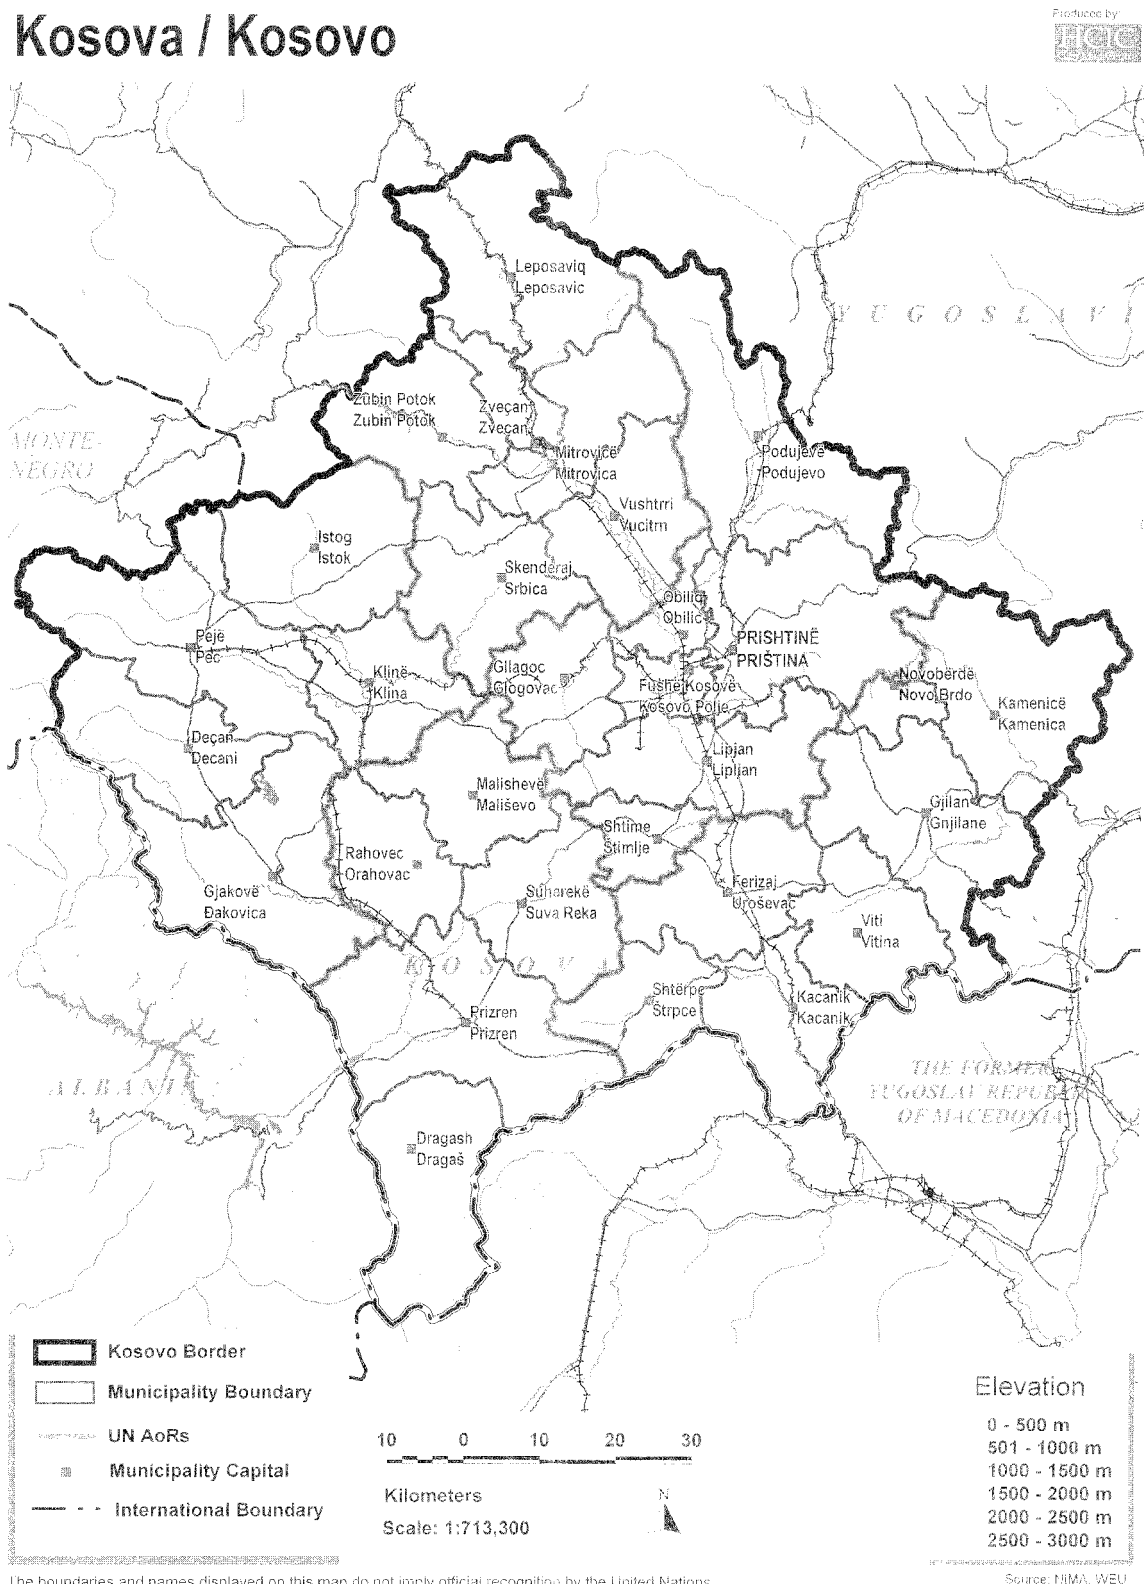 Kosova / Kosovo
Produced by:
HCIC
Leposaviq
Leposavic
YUGOSLAVI
Zubin Potok
Zubin Potok
Zveçan
Zvecan
MONTE-
NEGRO
Mitrovicë
Mitrovica
Podujevë
Podujevo
Vushtrri
Vucitrn
Istog
Istok
Skenderaj
Srbica
Obiliq
Obilic
PRISHTINË
PRIŠTINA
Pejë
Pec
Klinë
Klina
Gllagoc
Glogovac
Fushë Kosovë
Kosovo Polje
Novobërdë
Novo Brdo
Kamenicë
Kamenica
Deçan
Decani
Lipjan
Lipljan
Malishevë
Mališevo
Gjilan
Gnjilane
Shtime
Štimlje
Rahovec
Orahovac
Gjakovë
Đakovica
Suharekë
Suva Reka
Ferizaj
Uroševac
Viti
Vitina
KOSOVA
Shtërpc
Štrpce
Kacanik
Kacanik
Prizren
Prizren
ALBANIA
THE FORMER
YUGOSLAV REPUBLIC
OF MACEDONIA
Dragash
Dragaš
Kosovo Border
Municipality Boundary
UN AoRs
Municipality Capital
International Boundary
10 0 10 20 30
Kilometers
Scale: 1:713,300
N
Elevation
0 - 500 m
501 - 1000 m
1000 - 1500 m
1500 - 2000 m
2000 - 2500 m
2500 - 3000 m
The boundaries and names displayed on this map do not imply official recognition by the United Nations
Source: NIMA, WEU